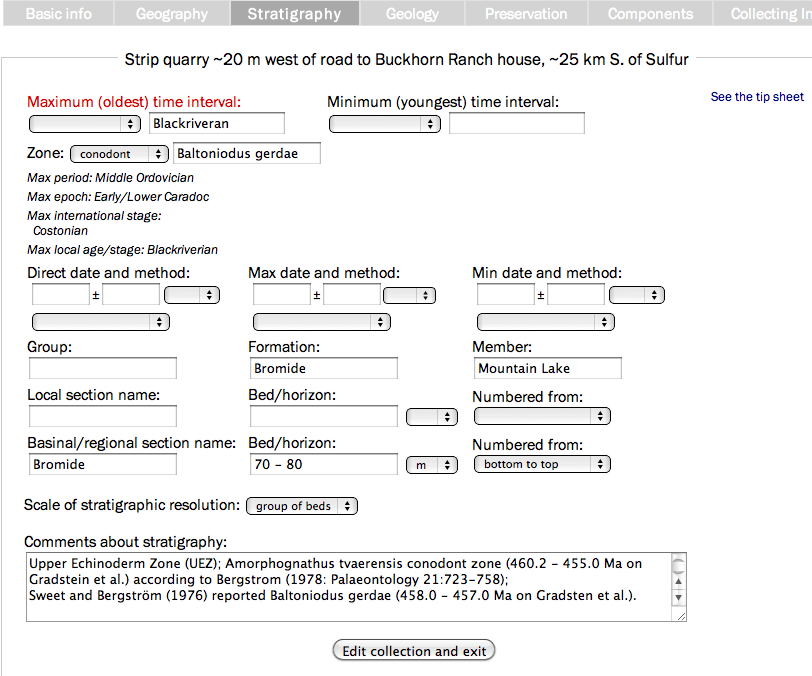 Basic info Geography Stratigraphy Geology Preservation Components Collecting In
Strip quarry ~20 m west of road to Buckhorn Ranch house, ~25 km S. of Sulfur
See the tip sheet
Maximum (oldest) time interval: Minimum (youngest) time interval:
Blackriveran
Zone: conodont Baltoniodus gerdae
Max period: Middle Ordovician
Max epoch: Early/Lower Caradoc
Max international stage:
Costonian
Max local age/stage: Blackriverian
Direct date and method: Max date and method: Min date and method:
± ± ±
Group: Formation: Member:
Bromide Mountain Lake
Local section name: Bed/horizon: Numbered from:
Basinal/regional section name: Bed/horizon: Numbered from:
Bromide 70 - 80 m bottom to top
Scale of stratigraphic resolution: group of beds
Comments about stratigraphy:
Upper Echinoderm Zone (UEZ); Amorphognathus tvaerensis conodont zone (460.2 - 455.0 Ma on
Gradstein et al.) according to Bergstrom (1978: Palaeontology 21:723-758);
Sweet and Bergström (1976) reported Baltoniodus gerdae (458.0 - 457.0 Ma on Gradsten et al.).
Edit collection and exit